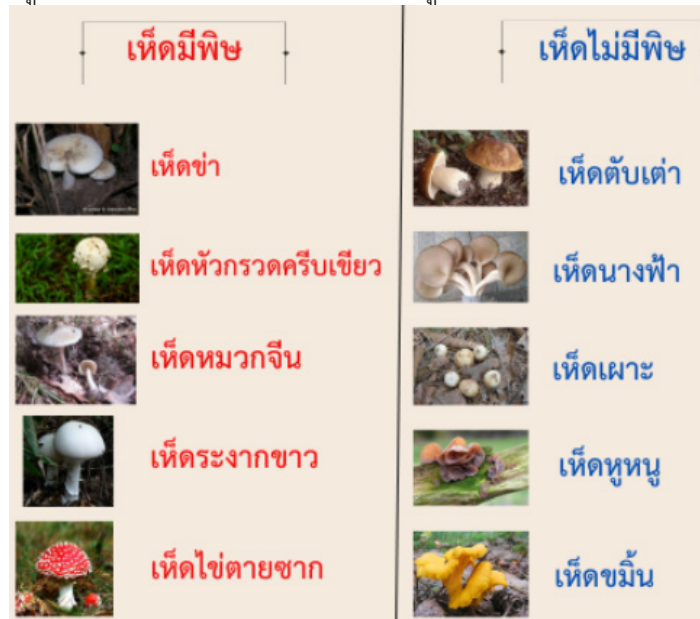 เห็ดมีพิษ
เห็ดข่า
เห็ดหัวกรวดครีบเขียว
เห็ดหมวกจีน
เห็ดระงากขาว
เห็ดไข่ตายซาก
เห็ดไม่มีพิษ
เห็ดตับเต่า
เห็ดนางฟ้า
เห็ดเผาะ
เห็ดหูหนู
เห็ดขมิ้น